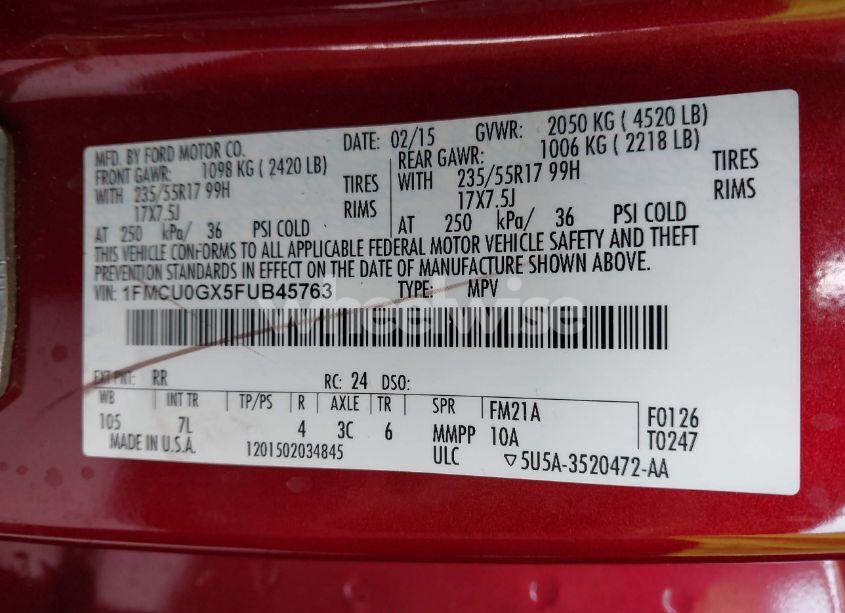 MFD. BY FORD MOTOR CO. DATE: 02/15 GVWR: 2050 KG ( 4520 LB)
FRONT GAWR: 1098 KG ( 2420 LB) REAR GAWR: 1006 KG ( 2218 LB)
WITH 235/55R17 99H TIRES WITH 235/55R17 99H TIRES
17X7.5J RIMS 17X7.5J RIMS
AT 250 kPa/ 36 PSI COLD AT 250 kPa/ 36 PSI COLD
THIS VEHICLE CONFORMS TO ALL APPLICABLE FEDERAL MOTOR VEHICLE SAFETY AND THEFT
PREVENTION STANDARDS IN EFFECT ON THE DATE OF MANUFACTURE SHOWN ABOVE.
VIN: 1FMCU0GX5FUB45763 TYPE: MPV
wheelwise
EXT PNT: RR RC: 24 DSO:
WB INT TR TP/PS R AXLE TR SPR FM21A F0126
105 7L 4 3C 6 MMPP 10A T0247
MADE IN U.S.A. 1201502034845 ULC ▽5U5A-3520472-AA